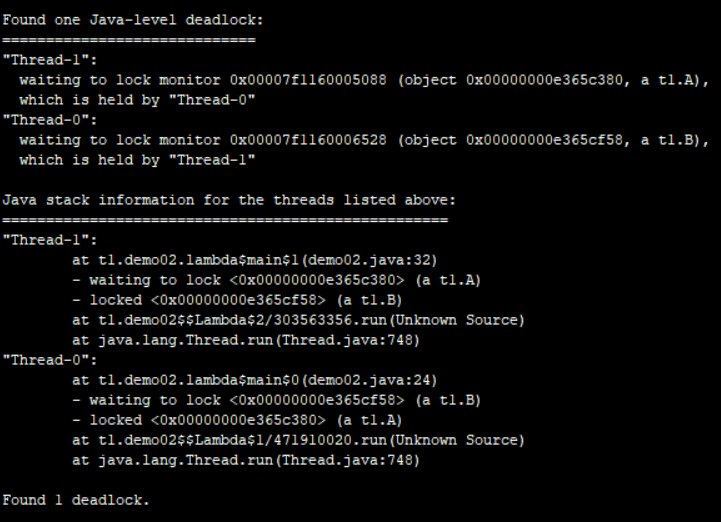 Found one Java-level deadlock:
=============================
"Thread-1":
  waiting to lock monitor 0x00007f1160005088 (object 0x00000000e365c380, a t1.A),
  which is held by "Thread-0"
"Thread-0":
  waiting to lock monitor 0x00007f1160006528 (object 0x00000000e365cf58, a t1.B),
  which is held by "Thread-1"

Java stack information for the threads listed above:
===================================================
"Thread-1":
        at t1.demo02.lambda$main$1(demo02.java:32)
        - waiting to lock <0x00000000e365c380> (a t1.A)
        - locked <0x00000000e365cf58> (a t1.B)
        at t1.demo02$$Lambda$2/303563356.run(Unknown Source)
        at java.lang.Thread.run(Thread.java:748)
"Thread-0":
        at t1.demo02.lambda$main$0(demo02.java:24)
        - waiting to lock <0x00000000e365cf58> (a t1.B)
        - locked <0x00000000e365c380> (a t1.A)
        at t1.demo02$$Lambda$1/471910020.run(Unknown Source)
        at java.lang.Thread.run(Thread.java:748)

Found 1 deadlock.